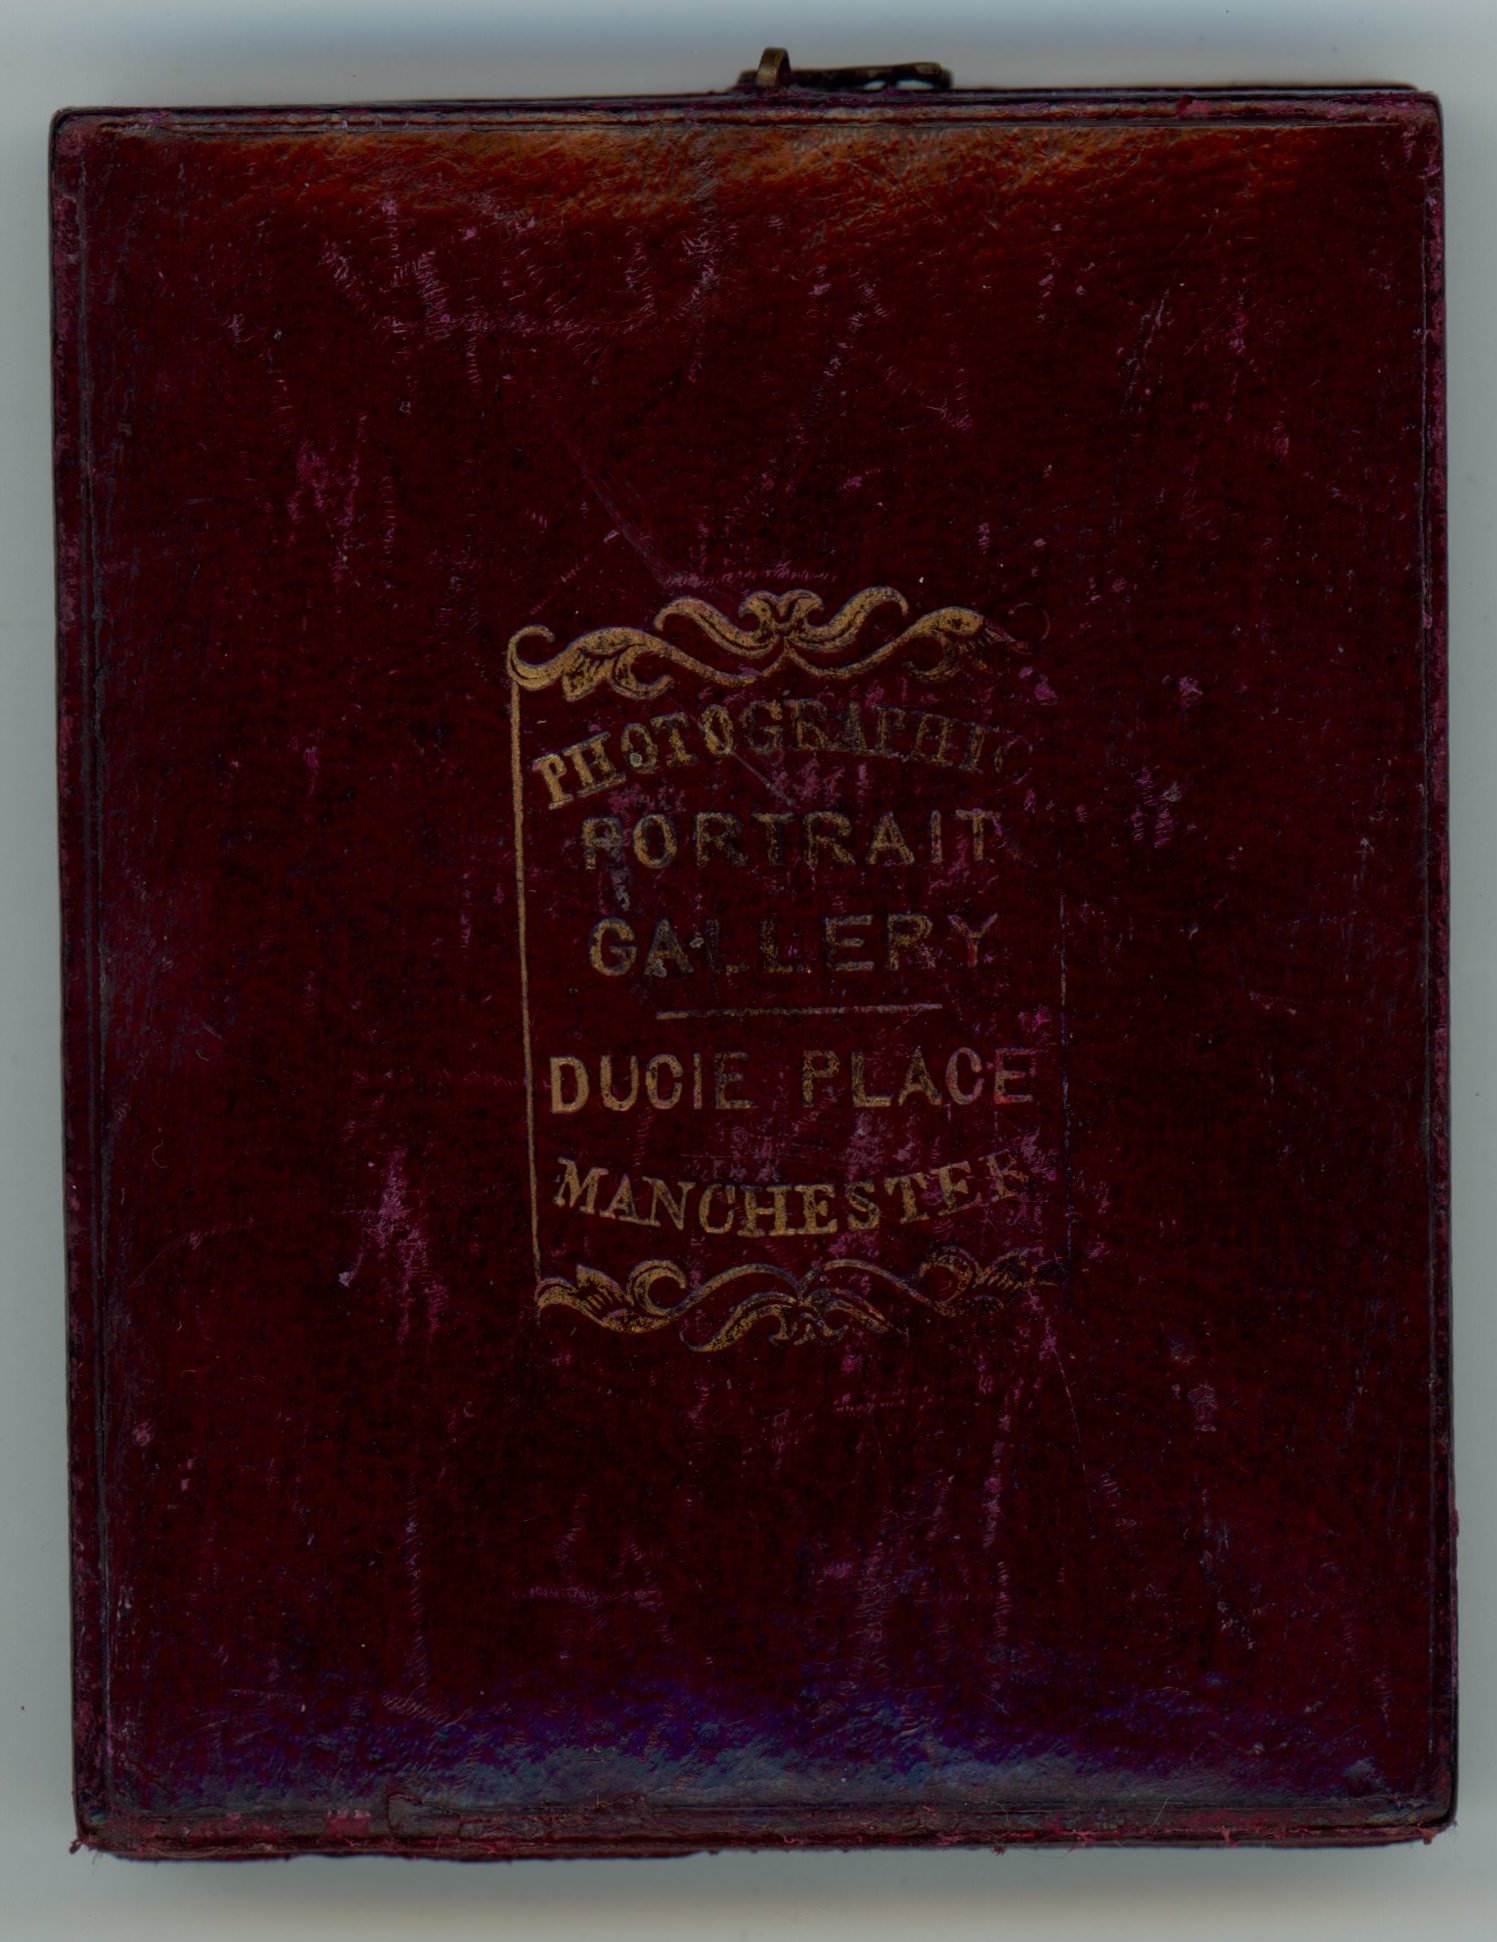 PHOTOGRAPHIC
PORTRAIT
GALLERY
DUCIE PLACE
MANCHESTER